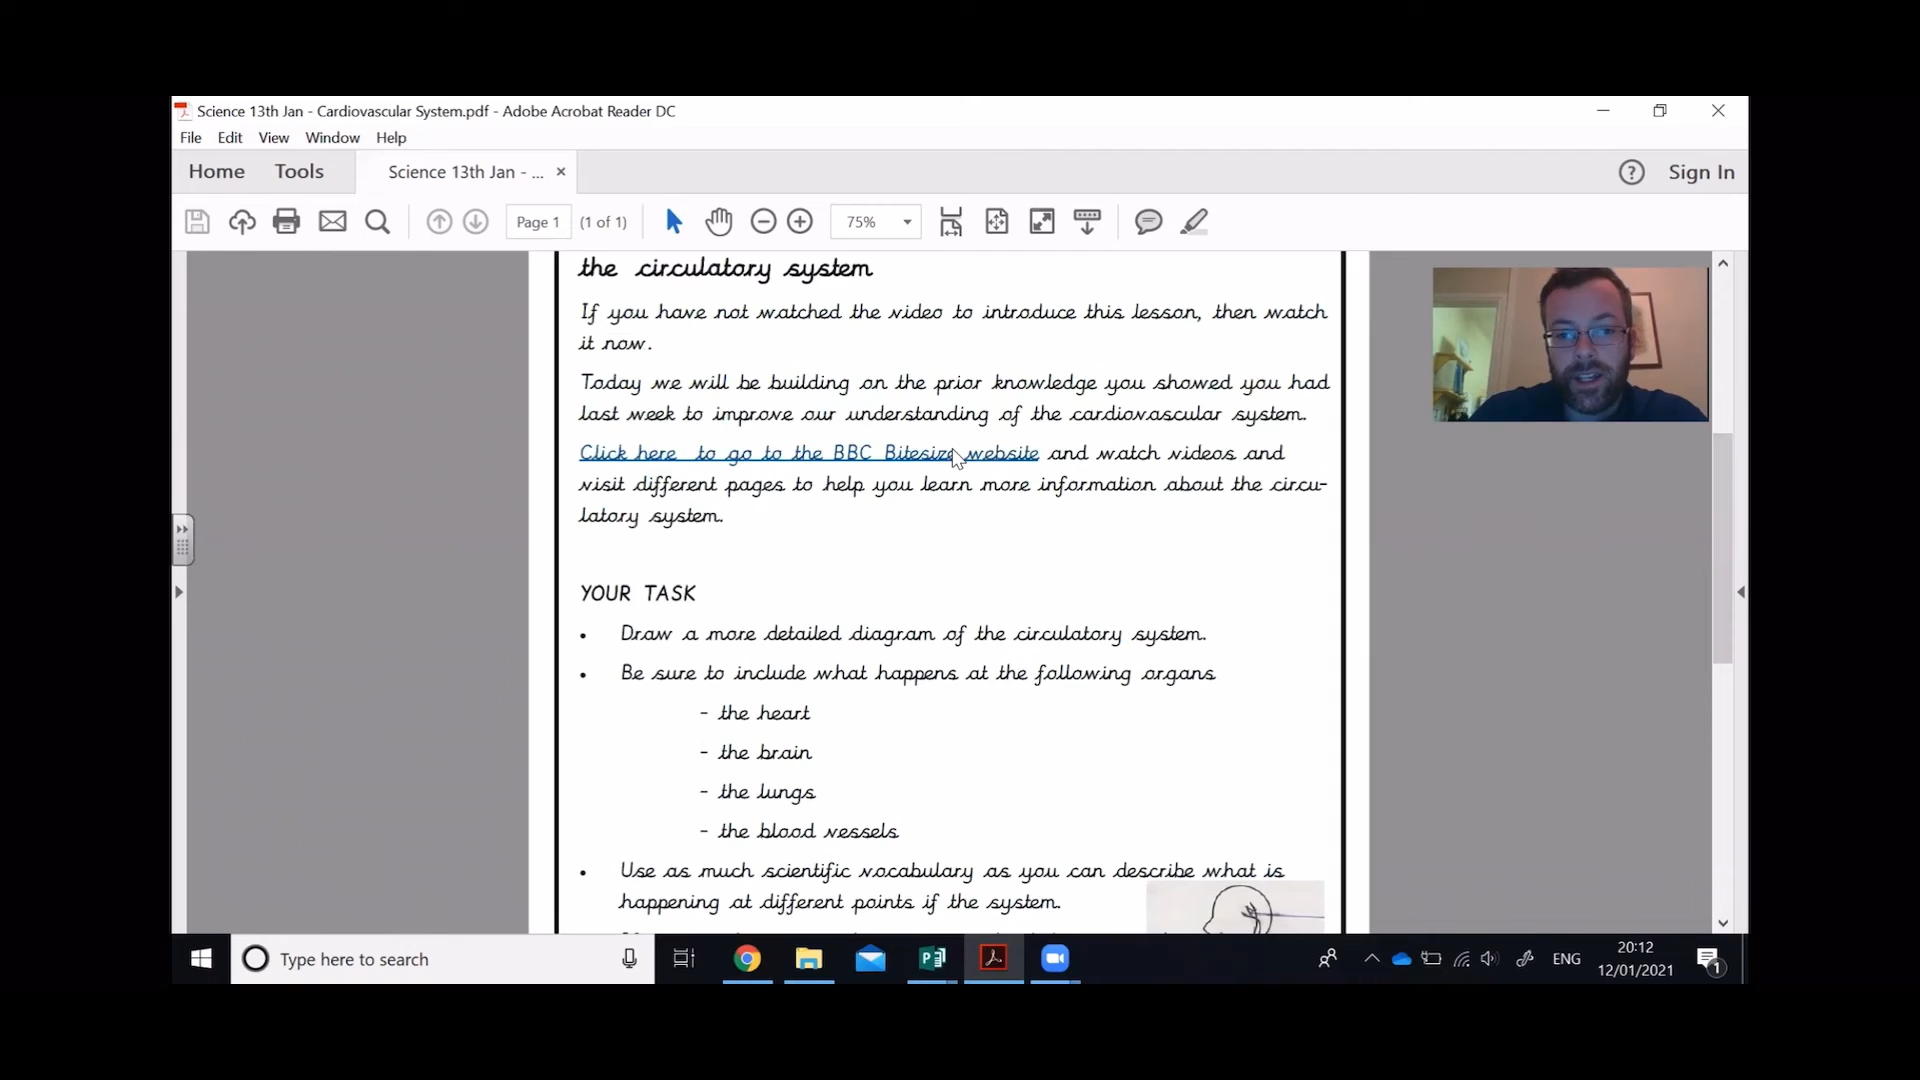 Science 13th Jan - Cardiovascular System.pdf - Adobe Acrobat Reader DC
File Edit View Window Help
Home Tools Science 13th Jan - ... × Sign In
Page 1 (1 of 1) 75%
the circulatory system
If you have not watched the video to introduce this lesson, then watch
it now.
Today we will be building on the prior knowledge you showed you had
last week to improve our understanding of the cardiovascular system.
Click here to go to the BBC Bitesize website and watch videos and
visit different pages to help you learn more information about the circu-
latory system.
YOUR TASK
• Draw a more detailed diagram of the circulatory system.
• Be sure to include what happens at the following organs
- the heart
- the brain
- the lungs
- the blood vessels
• Use as much scientific vocabulary as you can describe what is
happening at different points if the system.
Type here to search
ENG
20:12
12/01/2021
1